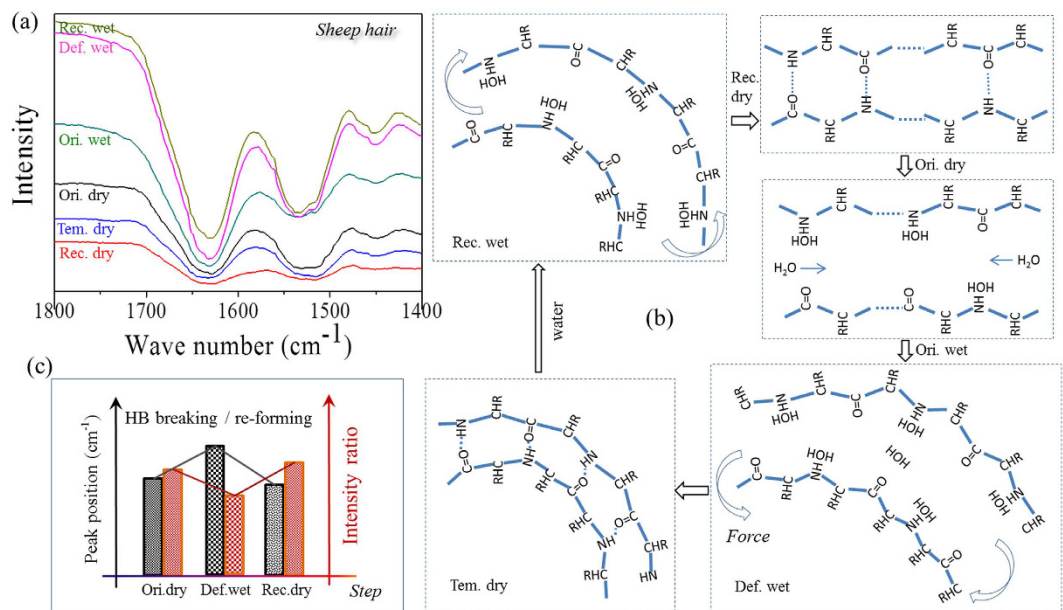 (a)
Sheep hair
Rec. wet
Def. wet
Ori. wet
Ori. dry
Tem. dry
Rec. dry
Intensity
1800 1700 1600 1500 1400
Wave number (cm-1)
CHR
C=O
CHR
NH
HOH
HN
HOH
CHR
O=C
CHR
HOH
HN
HOH
NH
C=O
RHC
RHC
C=O
RHC
NH
HOH
RHC
Rec. wet
Rec.
dry
HN
CHR
C=O
CHR
C=O
CHR
C=O
RHC
NH
RHC
NH
RHC
Ori. dry
NH
HOH
CHR
NH
HOH
CHR
C=O
CHR
H2O
H2O
C=O
RHC
C=O
RHC
HOH
NH
RHC
Ori. wet
(b)
water
(c)
HB breaking / re-forming
Peak position (cm-1)
Intensity ratio
Ori.dry Def.wet Rec.dry
Step
HN
CHR
C=O
CHR
C=O
RHC
NH
RHC
HN
C=O
CHR
RHC
O=C
CHR
NH
RHC
HN
Tem. dry
CHR
NH
HOH
CHR
C=O
CHR
HN
HOH
CHR
C=O
CHR
HN
HOH
CHR
HOH
C=O
RHC
HOH
NH
RHC
C=O
RHC
NH
HOH
RHC
C=O
RHC
Force
Def. wet